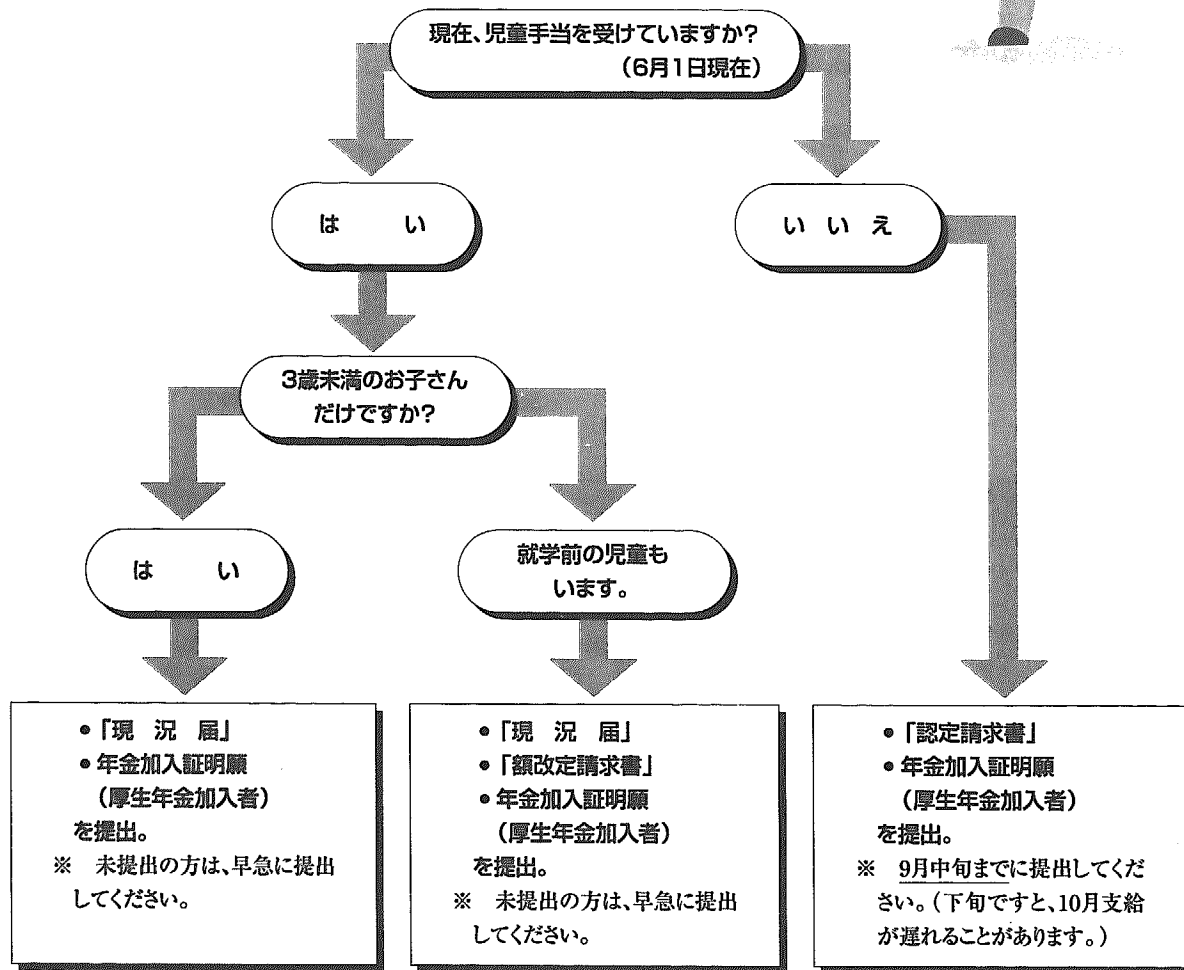 現在、児童手当を受けていますか?
(6月1日現在)
は い
いいえ
3歳未満のお子さん
だけですか?
は い
就学前の児童も
います。
●「現 況 届」
●年金加入証明願
(厚生年金加入者)
を提出。
※ 未提出の方は、早急に提出
してください。
●「現 況 届」
●「額改定請求書」
●年金加入証明願
(厚生年金加入者)
を提出。
※ 未提出の方は、早急に提出
してください。
●「認定請求書」
●年金加入証明願
(厚生年金加入者)
を提出。
※ 9月中旬までに提出してくだ
さい。(下旬ですと、10月支給
が遅れることがあります。)